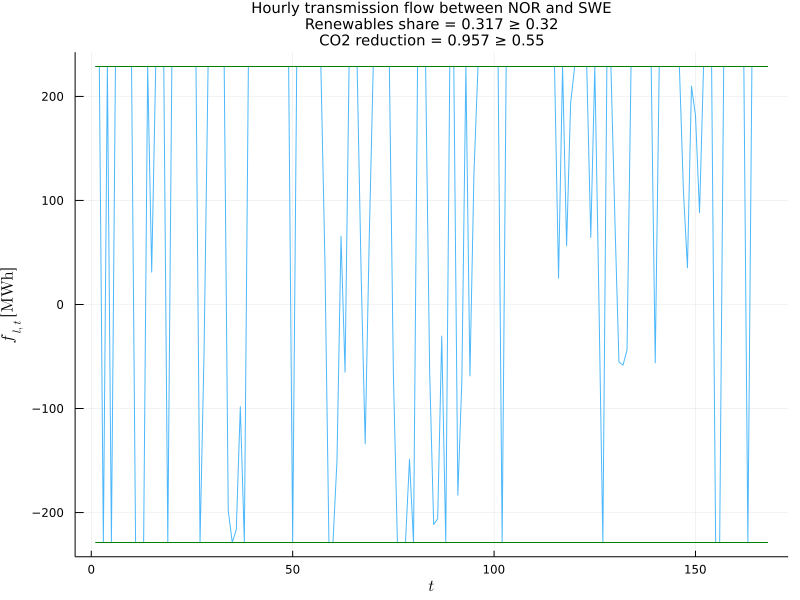 Hourly transmission flow between NOR and SWE
Renewables share = 0.317 ≥ 0.32
CO2 reduction = 0.957 ≥ 0.55
200
100
0
−100
−200
f_{l,t} [MWh]
0
50
100
150
t